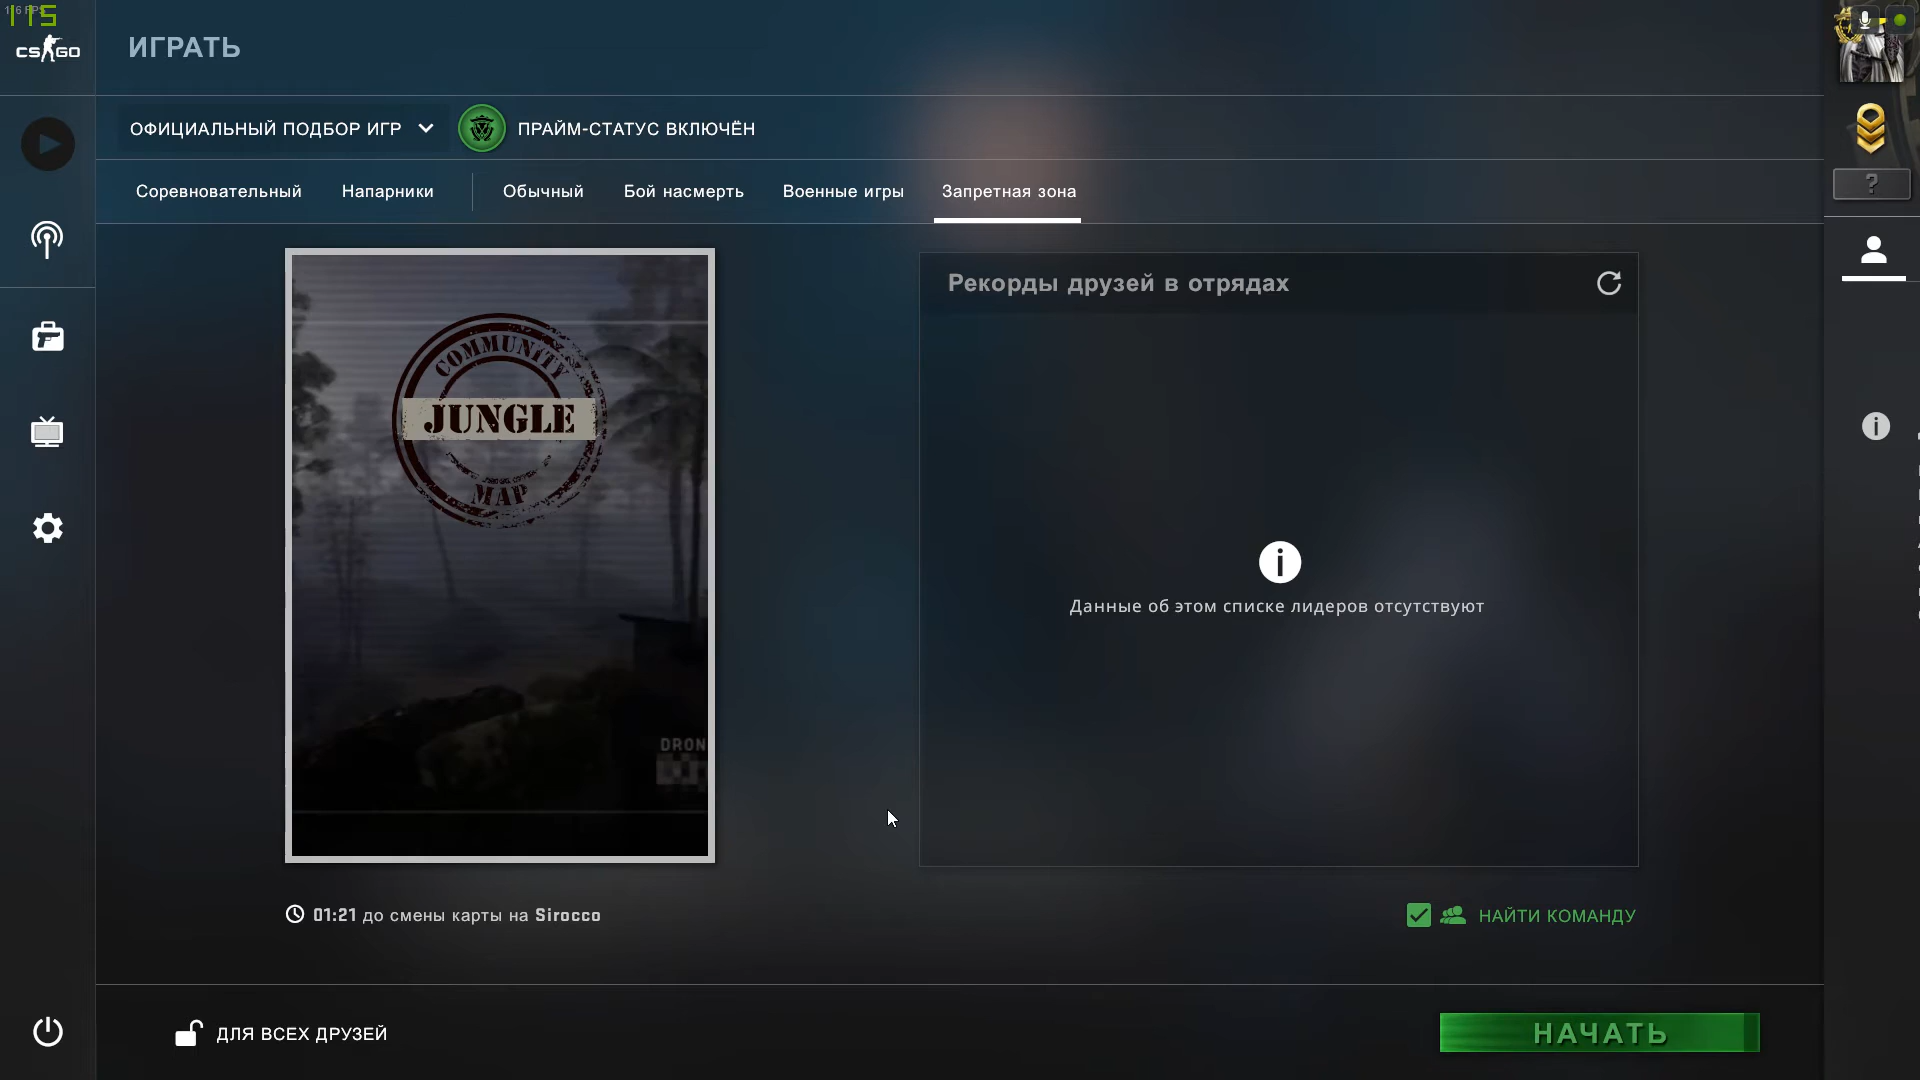 115
CS GO
ИГРАТЬ
ОФИЦИАЛЬНЫЙ ПОДБОР ИГР
ПРАЙМ-СТАТУС ВКЛЮЧЁН
?
Соревновательный
Напарники
Обычный
Бой насмерть
Военные игры
Запретная зона
COMMUNITY
JUNGLE
MAP
DRON
Рекорды друзей в отрядах
Данные об этом списке лидеров отсутствуют
01:21 до смены карты на Sirocco
НАЙТИ КОМАНДУ
ДЛЯ ВСЕХ ДРУЗЕЙ
НАЧАТЬ